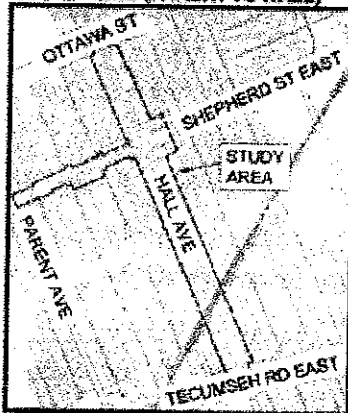 OTTAWA ST
SHEPHERD ST EAST
STUDY
AREA
HALL AVE
PARENT AVE
TECUMSEH RD EAST